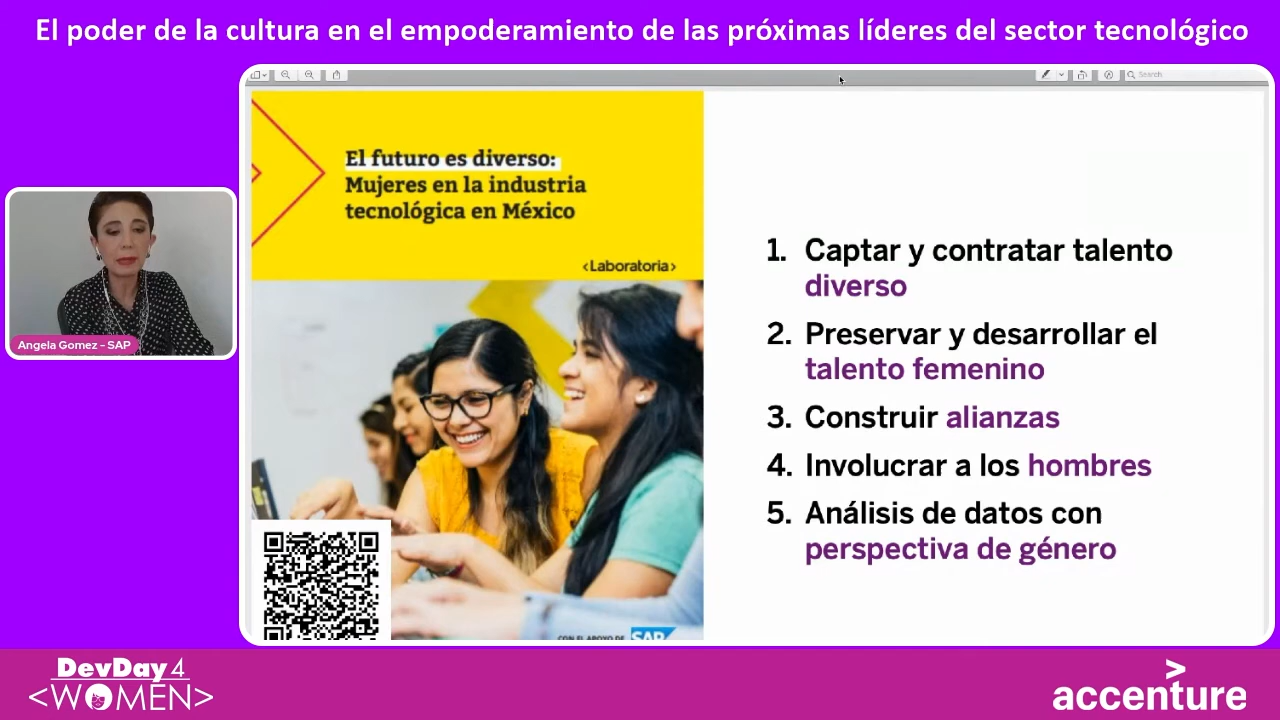 El poder de la cultura en el empoderamiento de las próximas líderes del sector tecnológico
Search
El futuro es diverso:
Mujeres en la industria
tecnológica en México
<Laboratoria>
Angela Gomez - SAP
1. Captar y contratar talento
diverso
2. Preservar y desarrollar el
talento femenino
3. Construir alianzas
4. Involucrar a los hombres
5. Análisis de datos con
perspectiva de género
CON EL APOYO DE SAP
DevDay 4
<WOMEN>
accenture